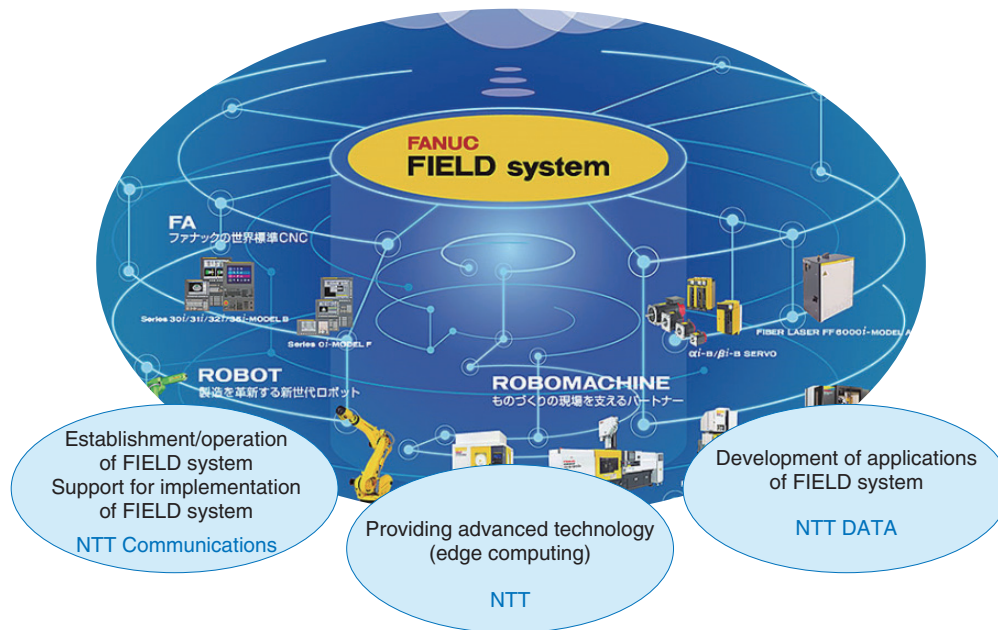 FANUC
FIELD system
FA
ファナックの世界標準CNC
Series 30i/31i/32i/35i-MODEL B
Series 0i-MODEL F
αi-B/βi-B SERVO
FIBER LASER FF6000i-MODEL A
ROBOT
製造を革新する新世代ロボット
ROBOMACHINE
ものづくりの現場を支えるパートナー
Establishment/operation
of FIELD system
Support for implementation
of FIELD system
NTT Communications
Providing advanced technology
(edge computing)
NTT
Development of applications
of FIELD system
NTT DATA